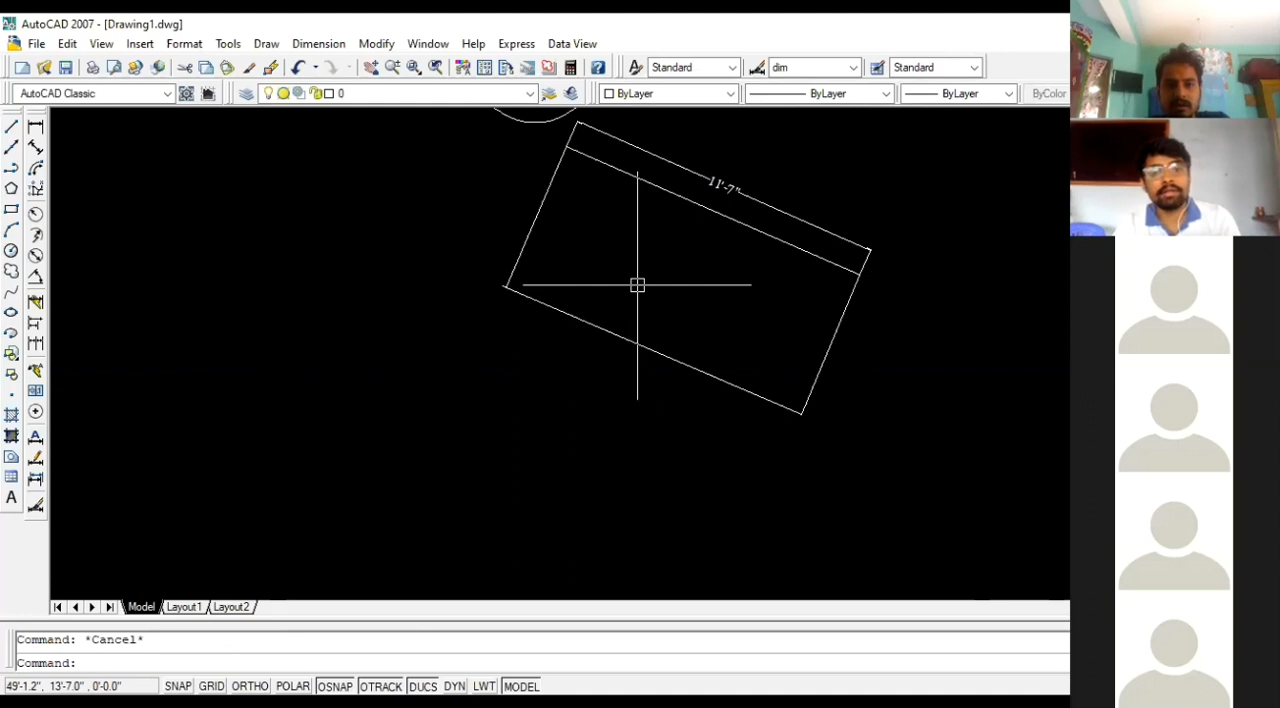 AutoCAD 2007 - [Drawing1.dwg]
File Edit View Insert Format Tools Draw Dimension Modify Window Help Express Data View
Standard dim Standard
AutoCAD Classic 0 ByLayer ByLayer ByLayer ByColor
11'-7"
A
Model Layout1 Layout2
Command: *Cancel*
Command:
49'-1.2", 13'-7.0" , 0'-0.0" SNAP GRID ORTHO POLAR OSNAP OTRACK DUCS DYN LWT MODEL